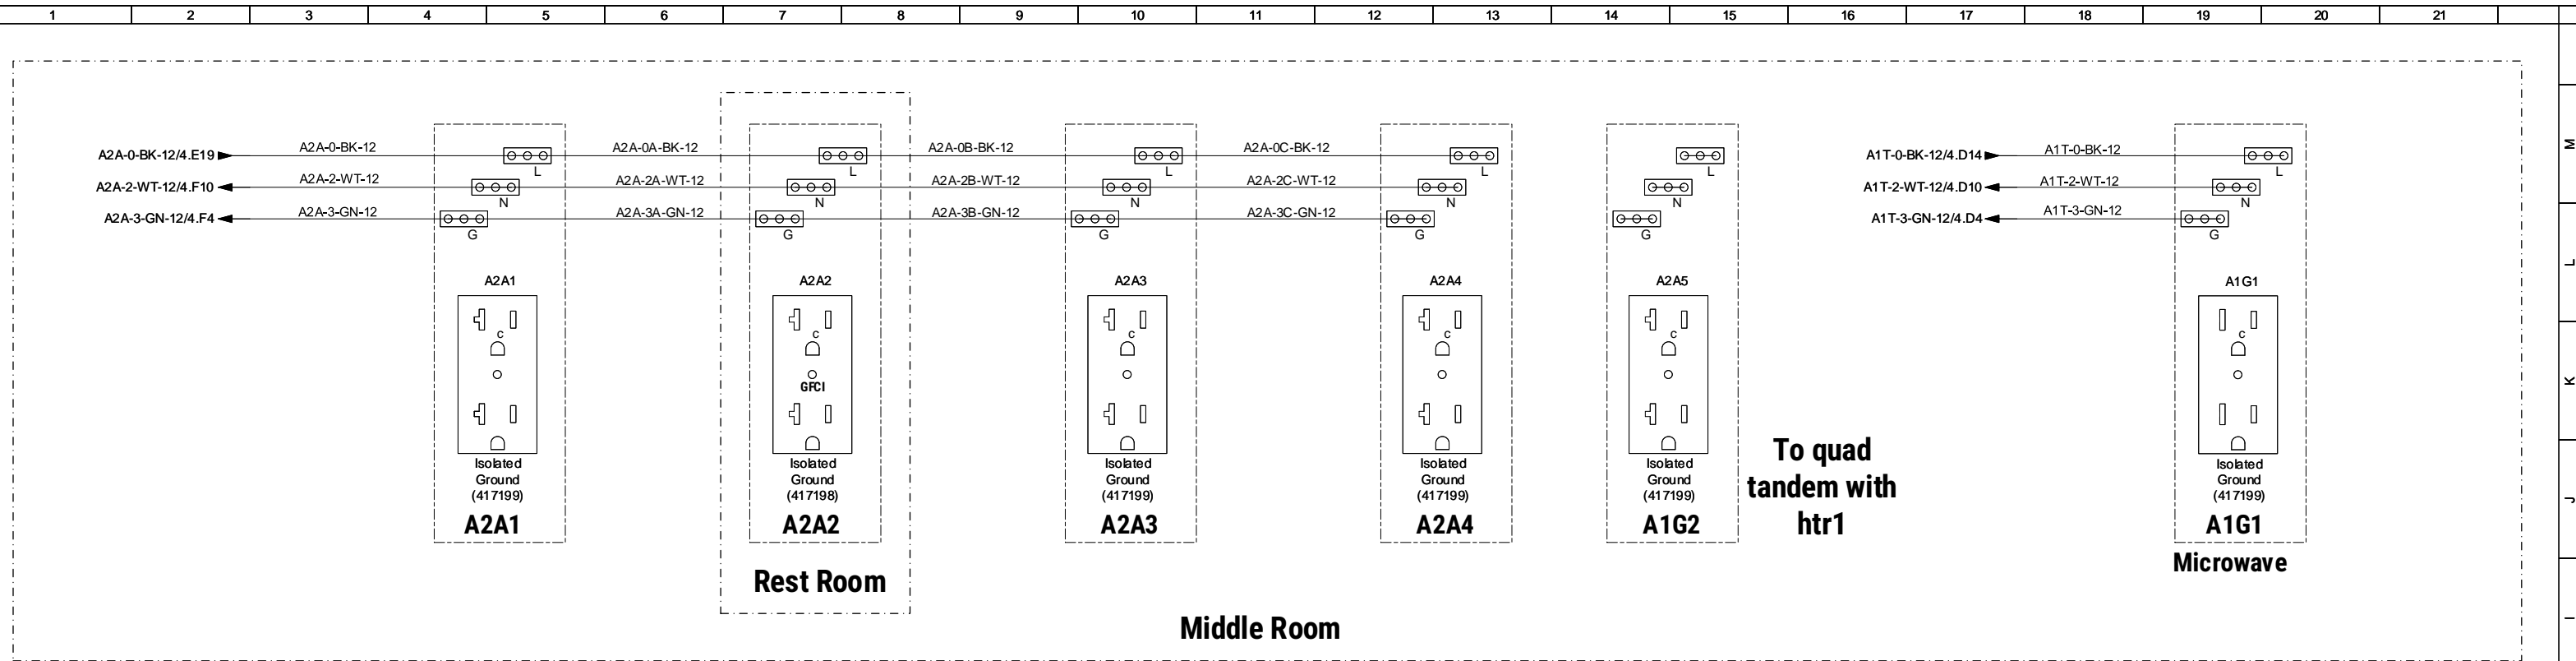 1 2 3 4 5 6 7 8 9 10 11 12 13 14 15 16 17 18 19 20 21
M
L
K
J
I
A2A-0-BK-12/4.E19 A2A-0-BK-12 A2A-0A-BK-12 A2A-0B-BK-12 A2A-0C-BK-12 A1T-0-BK-12/4.D14 A1T-0-BK-12
L L L L L L
A2A-2-WT-12/4.F10 A2A-2-WT-12 A2A-2A-WT-12 A2A-2B-WT-12 A2A-2C-WT-12 A1T-2-WT-12/4.D10 A1T-2-WT-12
N N N N N N
A2A-3-GN-12/4.F4 A2A-3-GN-12 A2A-3A-GN-12 A2A-3B-GN-12 A2A-3C-GN-12 A1T-3-GN-12/4.D4 A1T-3-GN-12
G G G G G G
A2A1
C
Isolated
Ground
(417199)
A2A1
A2A2
C
GFCI
Isolated
Ground
(417198)
A2A2
Rest Room
A2A3
C
Isolated
Ground
(417199)
A2A3
A2A4
C
Isolated
Ground
(417199)
A2A4
A2A5
C
Isolated
Ground
(417199)
A1G2
To quad
tandem with
htr1
A1G1
C
Isolated
Ground
(417199)
A1G1
Microwave
Middle Room